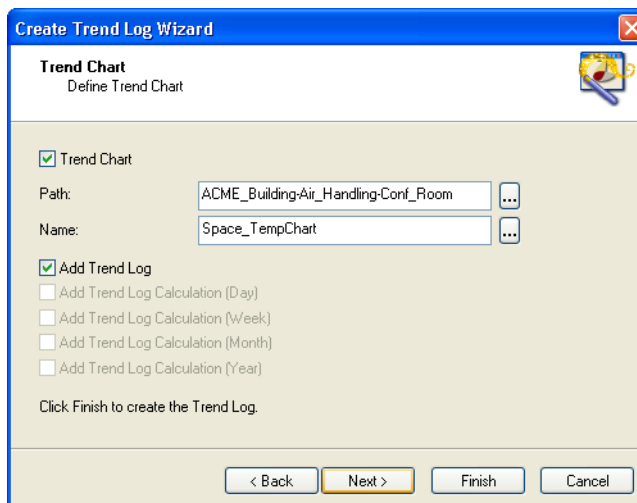 Create Trend Log Wizard
Trend Chart
Define Trend Chart
Trend Chart
Path: ACME_Building-Air_Handling-Conf_Room ...
Name: Space_TempChart ...
Add Trend Log
Add Trend Log Calculation (Day)
Add Trend Log Calculation (Week)
Add Trend Log Calculation (Month)
Add Trend Log Calculation (Year)
Click Finish to create the Trend Log.
< Back Next > Finish Cancel